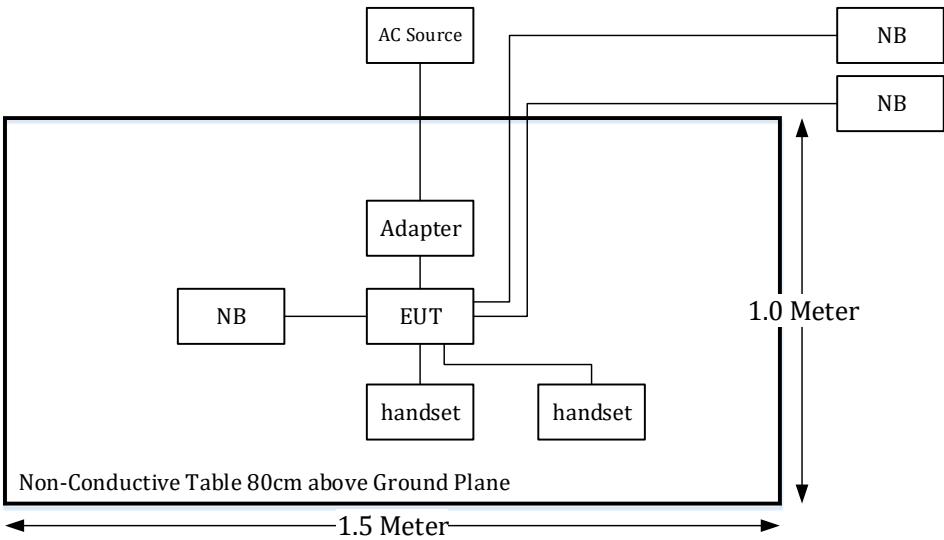 AC Source
NB
NB
Adapter
NB
EUT
1.0 Meter
handset
handset
Non-Conductive Table 80cm above Ground Plane
1.5 Meter